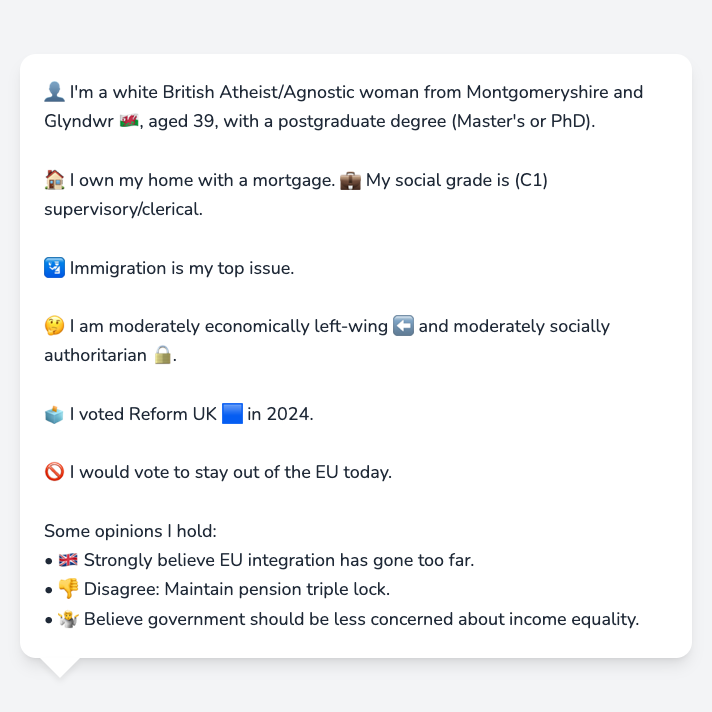 👤 I'm a white British Atheist/Agnostic woman from Montgomeryshire and
Glyndwr 🏴󠁧󠁢󠁷󠁬󠁳󠁿, aged 39, with a postgraduate degree (Master's or PhD).
🏠 I own my home with a mortgage. 💼 My social grade is (C1)
supervisory/clerical.
🛂 Immigration is my top issue.
🤔 I am moderately economically left-wing ⬅️ and moderately socially
authoritarian 🔒.
🗳️ I voted Reform UK 🟦 in 2024.
🚫 I would vote to stay out of the EU today.
Some opinions I hold:
• 🇬🇧 Strongly believe EU integration has gone too far.
• 👎 Disagree: Maintain pension triple lock.
• 🤷 Believe government should be less concerned about income equality.